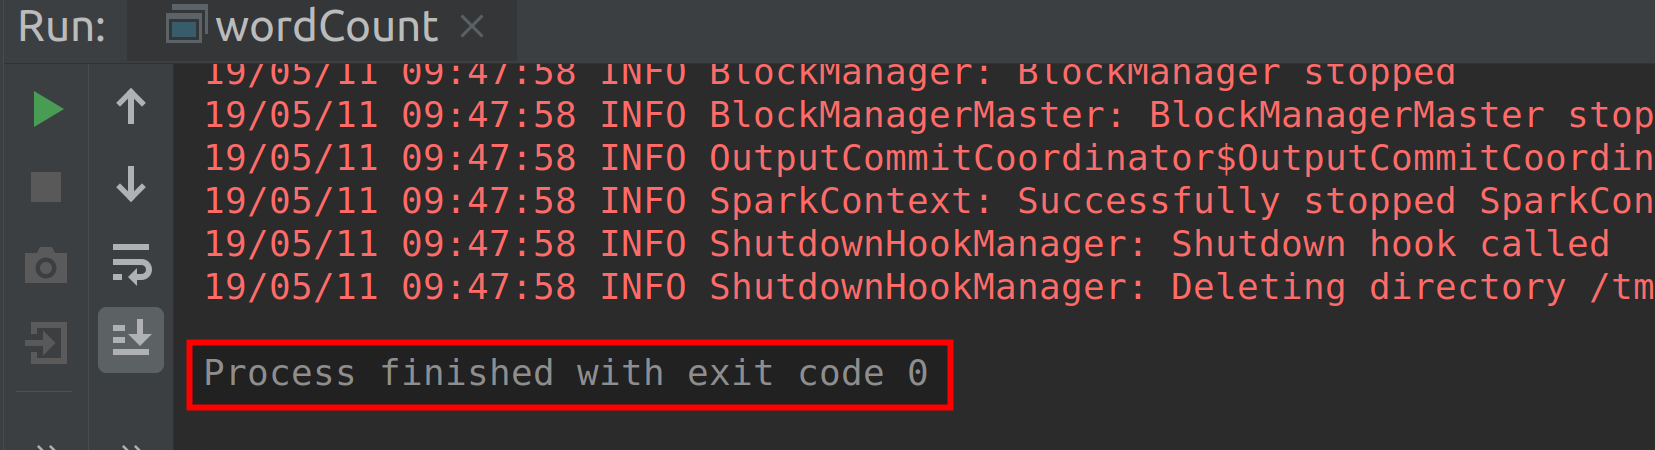 Run: wordCount
19/05/11 09:47:58 INFO BlockManager: BlockManager stopped
19/05/11 09:47:58 INFO BlockManagerMaster: BlockManagerMaster stop
19/05/11 09:47:58 INFO OutputCommitCoordinator$OutputCommitCoordin
19/05/11 09:47:58 INFO SparkContext: Successfully stopped SparkCon
19/05/11 09:47:58 INFO ShutdownHookManager: Shutdown hook called
19/05/11 09:47:58 INFO ShutdownHookManager: Deleting directory /tm
Process finished with exit code 0